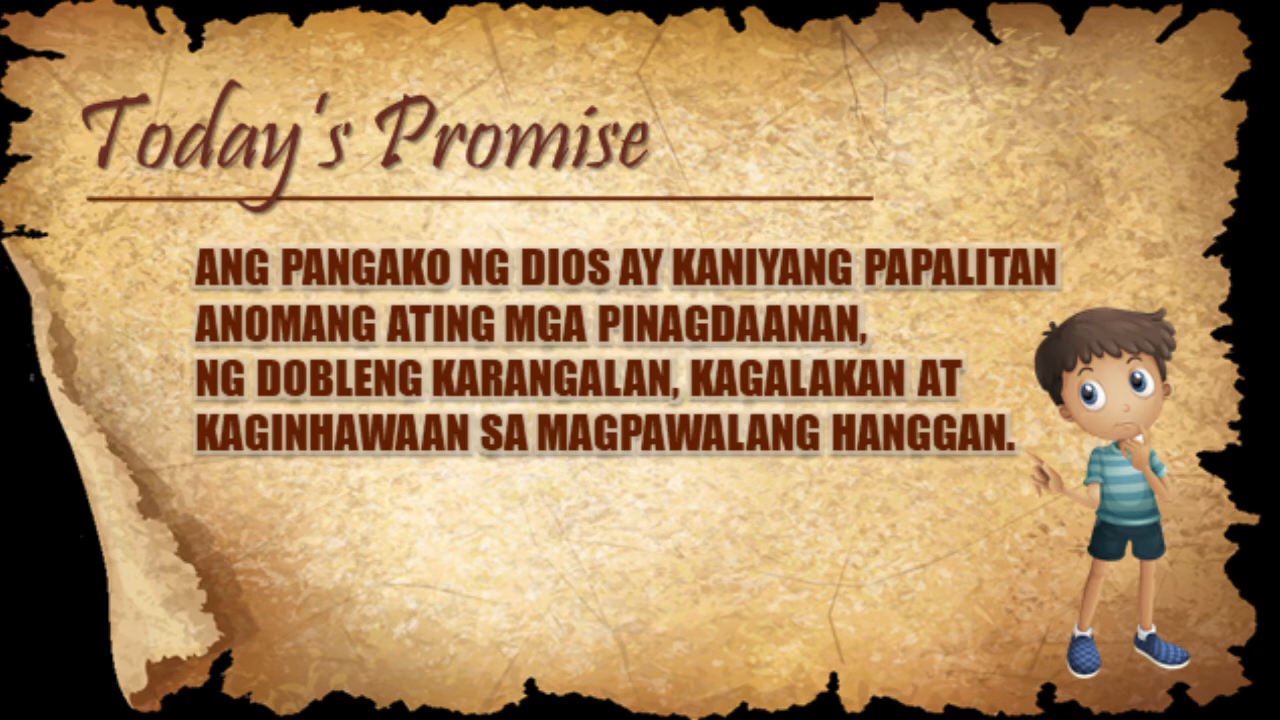 Today's Promise
ANG PANGAKO NG DIOS AY KANIYANG PAPALITAN
ANOMANG ATING MGA PINAGDAANAN,
NG DOBLENG KARANGALAN, KAGALAKAN AT
KAGINHAWAAN SA MAGPAWALANG HANGGAN.